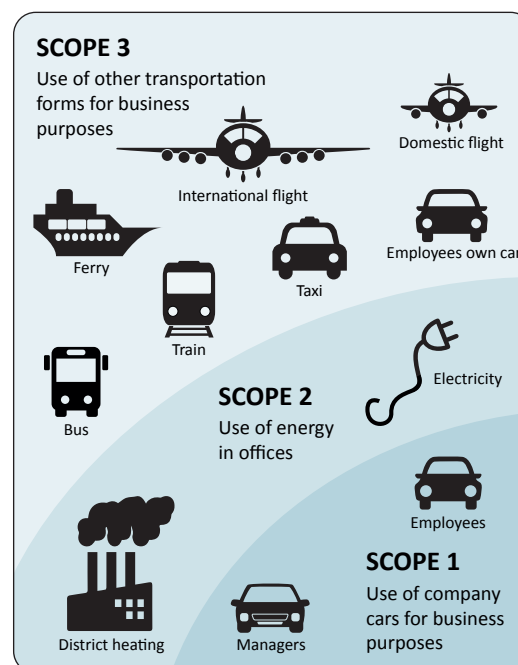 SCOPE 3
Use of other transportation
forms for business
purposes
Domestic flight
International flight
Ferry
Taxi
Employees own car
Train
Bus
Electricity
SCOPE 2
Use of energy
in offices
Employees
SCOPE 1
Use of company
cars for business
purposes
District heating
Managers